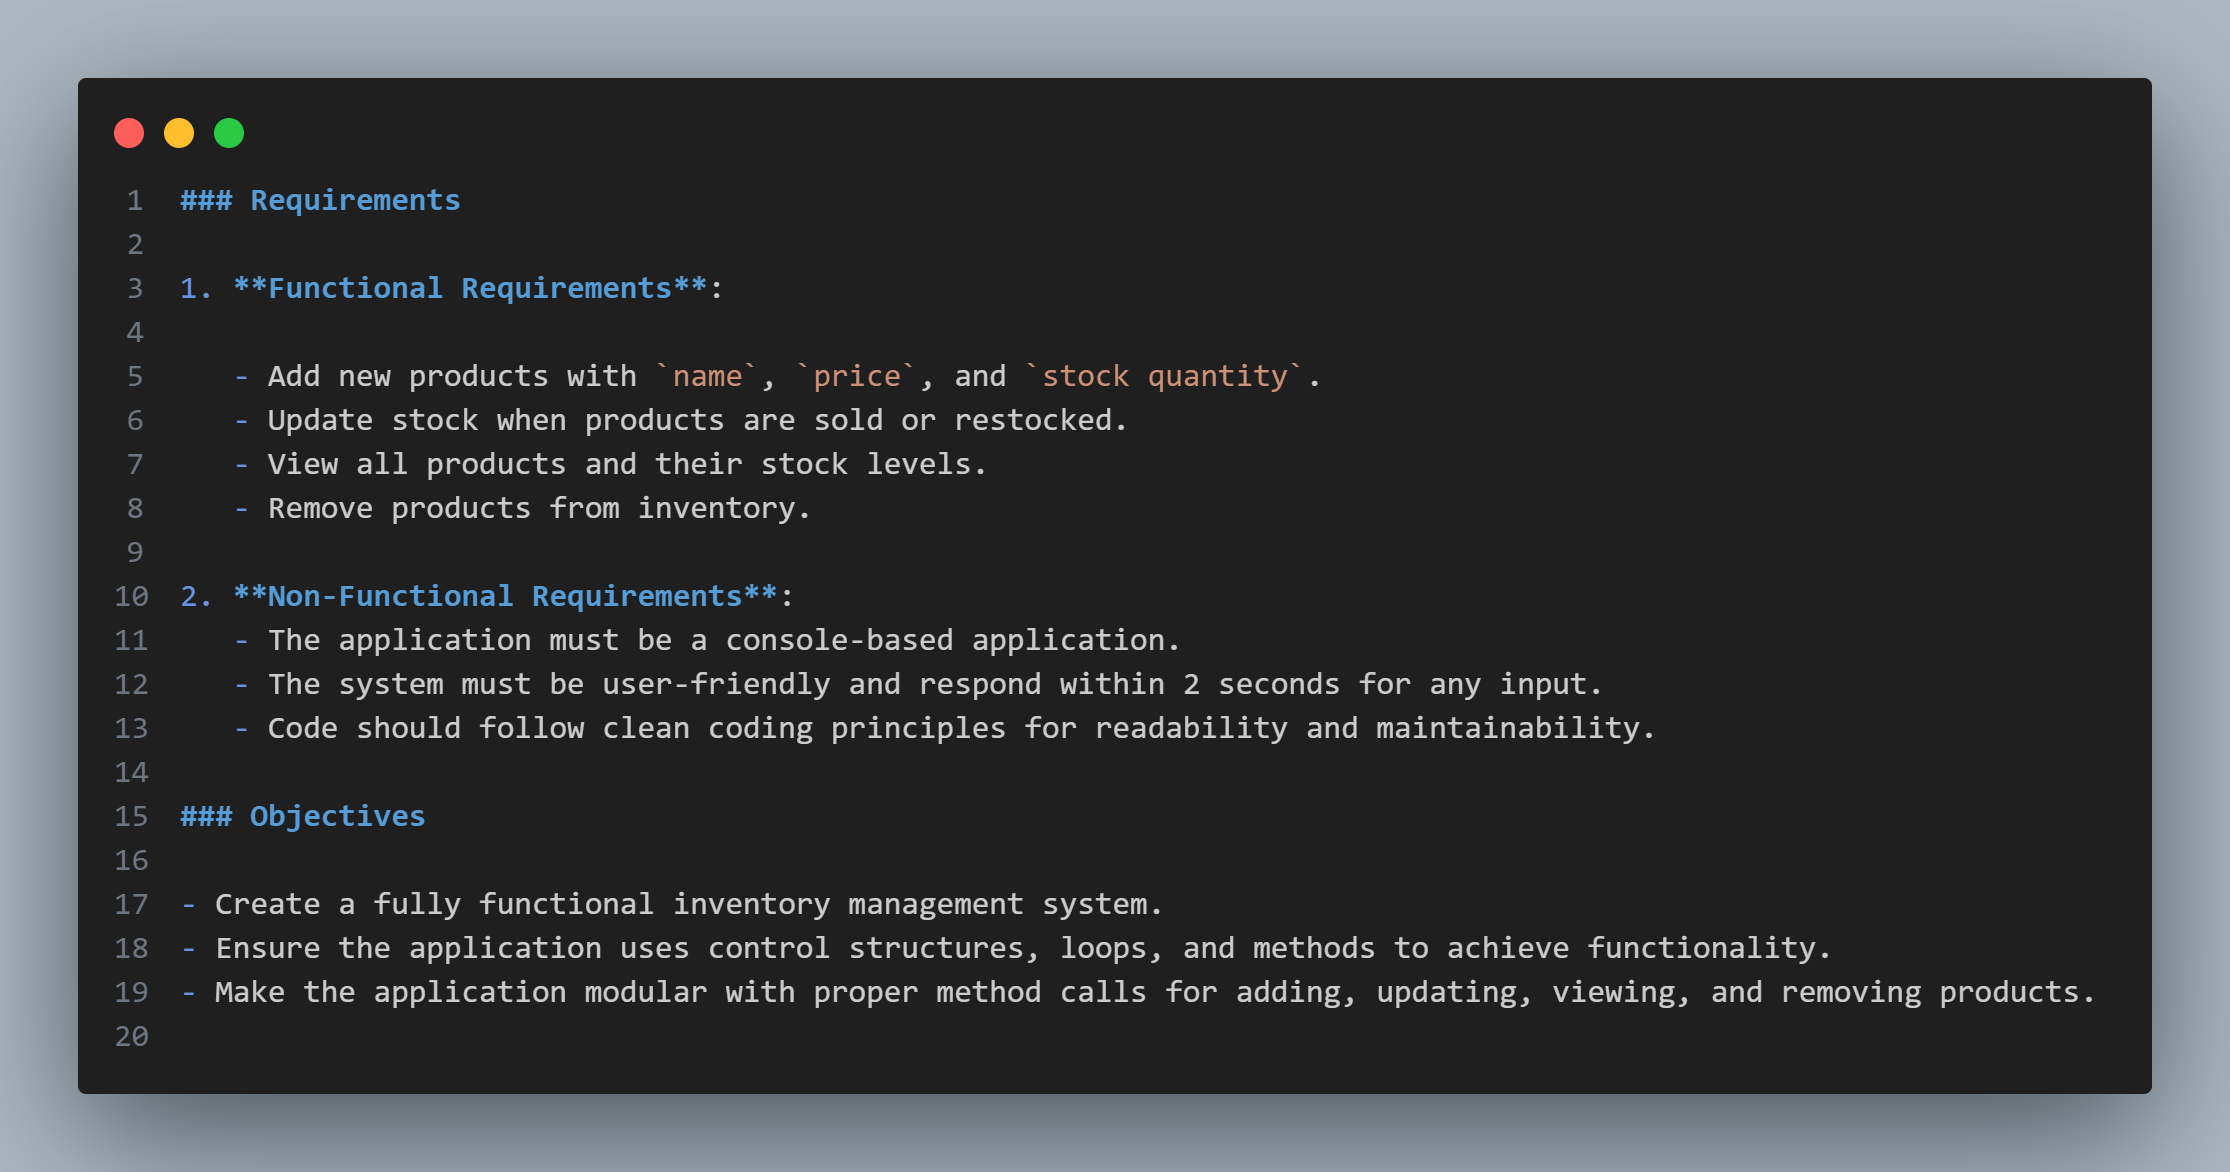 1 ### Requirements
2
3 1. **Functional Requirements**:
4
5    - Add new products with `name`, `price`, and `stock quantity`.
6    - Update stock when products are sold or restocked.
7    - View all products and their stock levels.
8    - Remove products from inventory.
9
10 2. **Non-Functional Requirements**:
11    - The application must be a console-based application.
12    - The system must be user-friendly and respond within 2 seconds for any input.
13    - Code should follow clean coding principles for readability and maintainability.
14
15 ### Objectives
16
17 - Create a fully functional inventory management system.
18 - Ensure the application uses control structures, loops, and methods to achieve functionality.
19 - Make the application modular with proper method calls for adding, updating, viewing, and removing products.
20